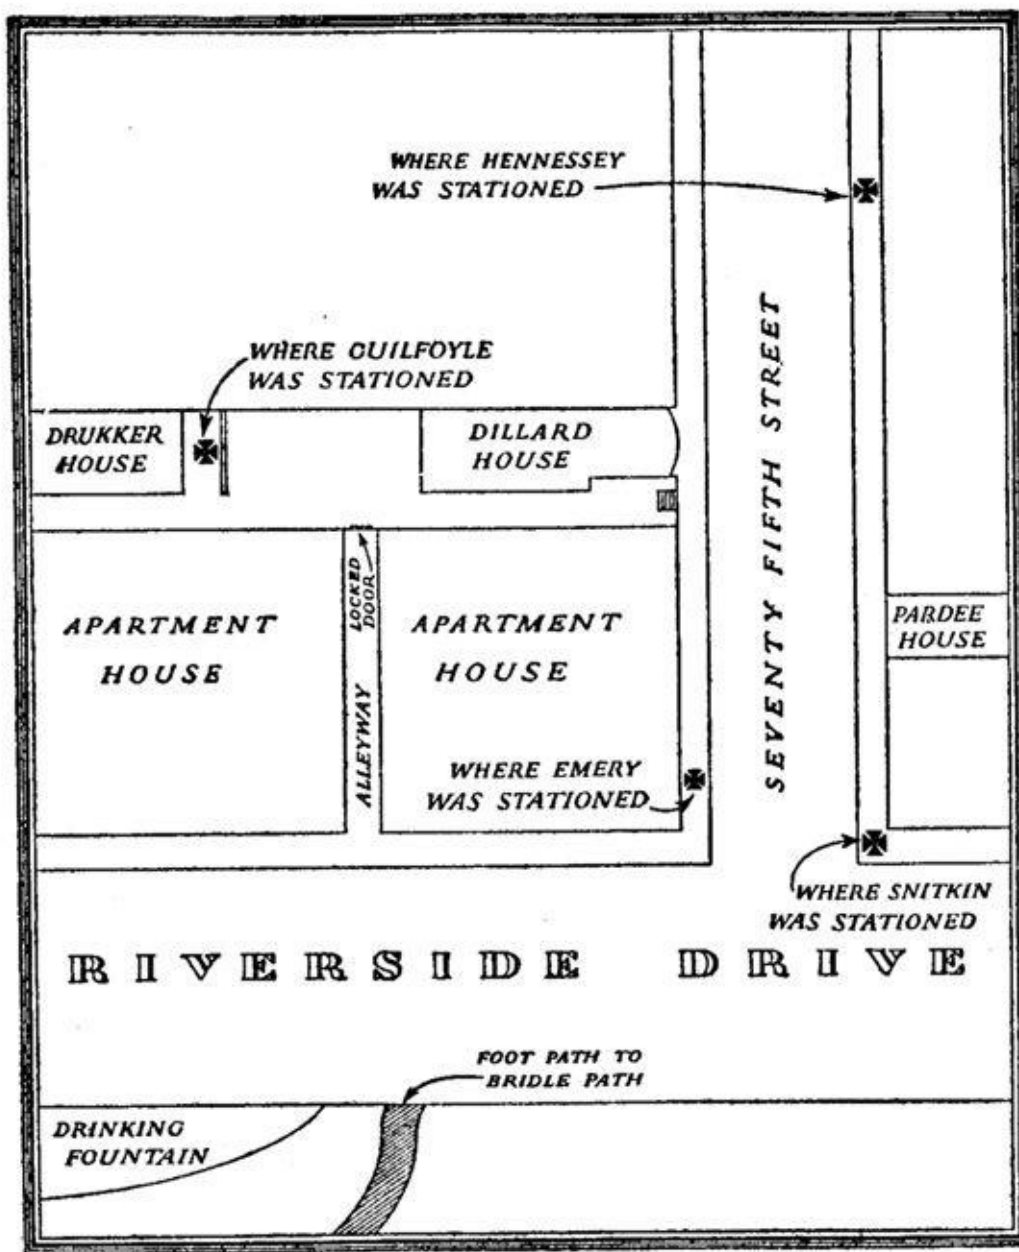 WHERE HENNESSEY
WAS STATIONED
WHERE GUILFOYLE
WAS STATIONED
DRUKKER
HOUSE
DILLARD
HOUSE
SEVENTY FIFTH STREET
LOCKED
DOOR
APARTMENT
HOUSE
APARTMENT
HOUSE
PARDEE
HOUSE
ALLEYWAY
WHERE EMERY
WAS STATIONED
WHERE SNITKIN
WAS STATIONED
RIVERSIDE DRIVE
FOOT PATH TO
BRIDLE PATH
DRINKING
FOUNTAIN